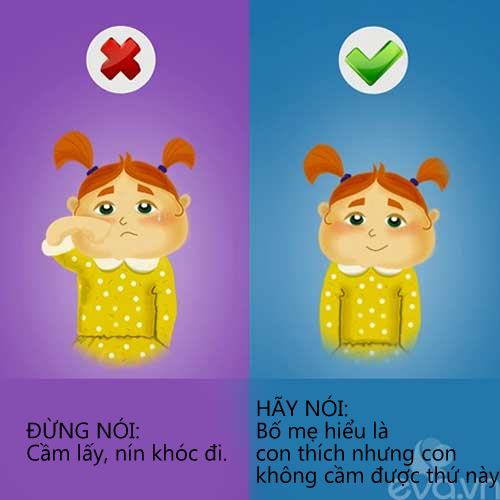 ĐỪNG NÓI:
Cầm lấy, nín khóc đi.
HÃY NÓI:
Bố mẹ hiểu là
con thích nhưng con
không cầm được thứ này
eva.vn